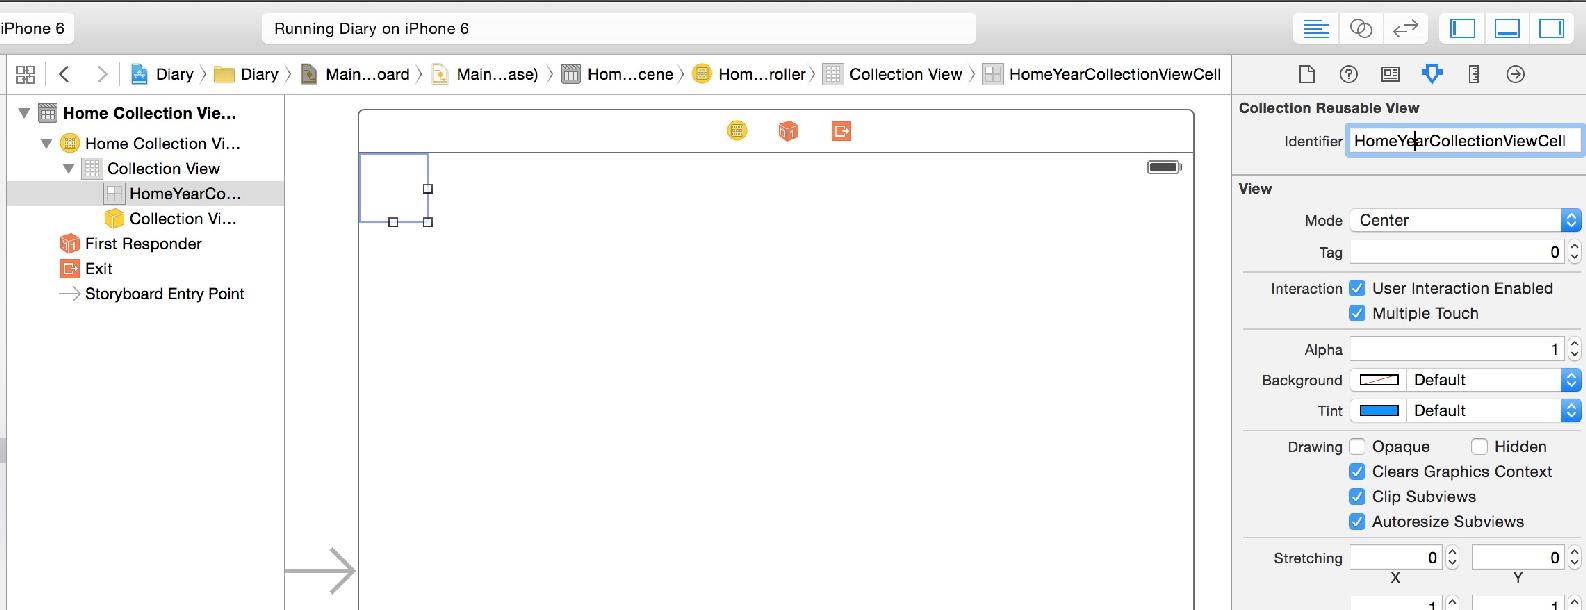 iPhone 6
Running Diary on iPhone 6
Diary
Diary
Main...oard
Main...ase)
Hom...cene
Hom...roller
Collection View
HomeYearCollectionViewCell
Home Collection Vie...
Home Collection Vi...
Collection View
HomeYearCo...
Collection Vi...
First Responder
Exit
Storyboard Entry Point
Collection Reusable View
Identifier HomeYearCollectionViewCell
View
Mode Center
Tag 0
Interaction User Interaction Enabled
Multiple Touch
Alpha 1
Background Default
Tint Default
Drawing Opaque Hidden
Clears Graphics Context
Clip Subviews
Autoresize Subviews
Stretching 0 0
X Y
1 1